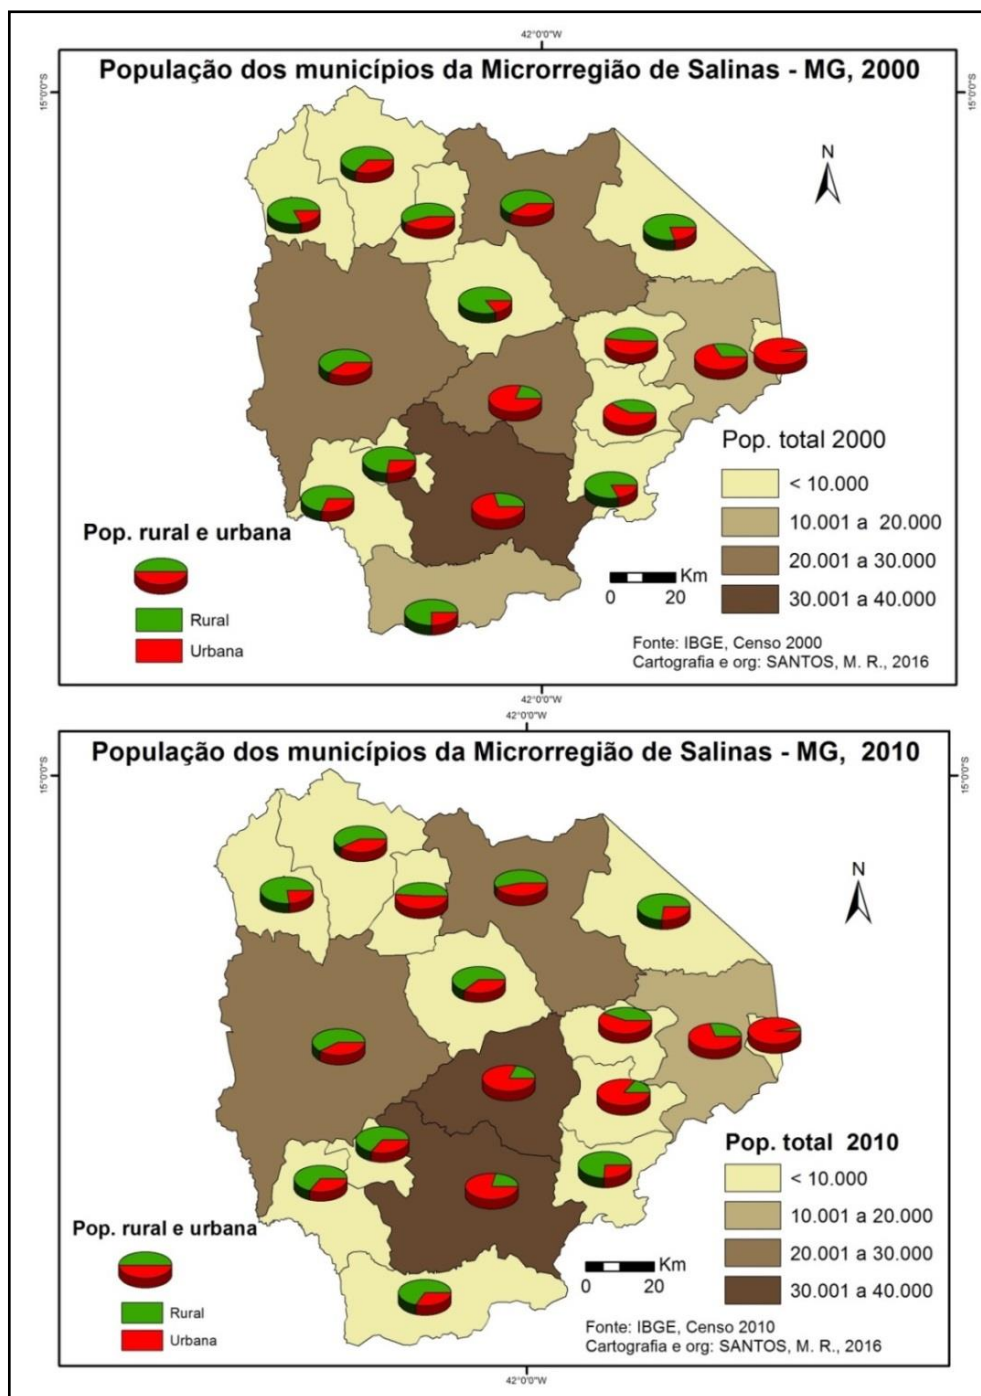 42°0'0"W
População dos municípios da Microrregião de Salinas - MG, 2000
15°0'0"S
15°0'0"S
N
Pop. total 2000
< 10.000
10.001 a 20.000
20.001 a 30.000
30.001 a 40.000
Pop. rural e urbana
Rural
Urbana
Km
0 20
Fonte: IBGE, Censo 2000
Cartografia e org: SANTOS, M. R., 2016
42°0'0"W
42°0'0"W
População dos municípios da Microrregião de Salinas - MG, 2010
15°0'0"S
15°0'0"S
N
Pop. total 2010
< 10.000
10.001 a 20.000
20.001 a 30.000
30.001 a 40.000
Pop. rural e urbana
Rural
Urbana
Km
0 20
Fonte: IBGE, Censo 2010
Cartografia e org: SANTOS, M. R., 2016
42°0'0"W